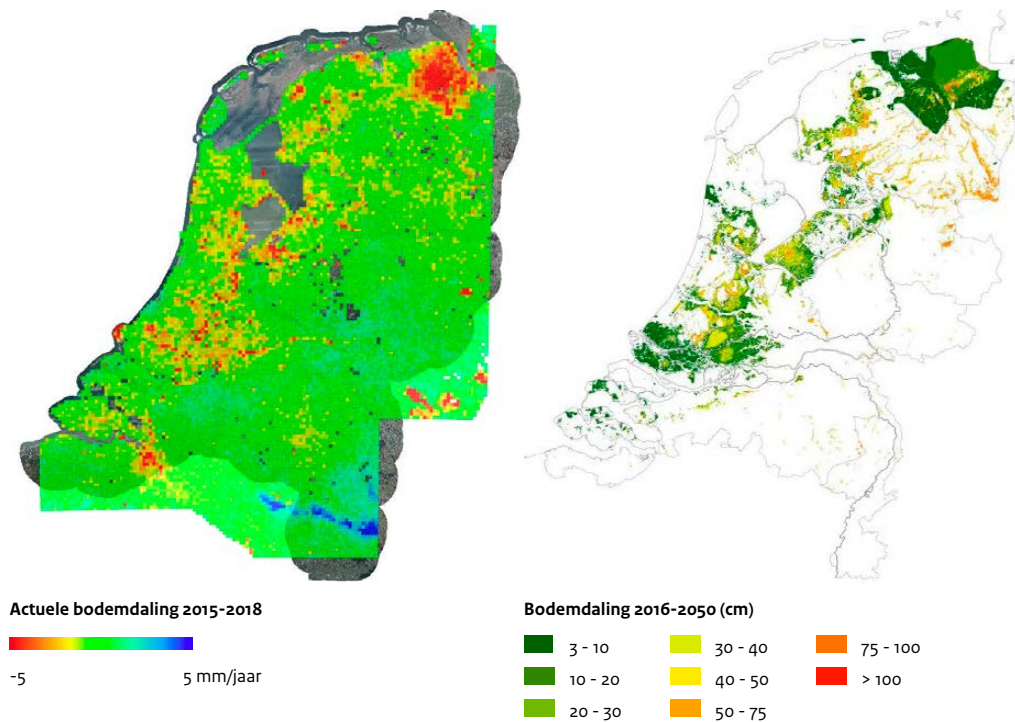 Actuele bodemdaling 2015-2018
-5
5 mm/jaar
Bodemdaling 2016-2050 (cm)
3 - 10
10 - 20
20 - 30
30 - 40
40 - 50
50 - 75
75 - 100
> 100